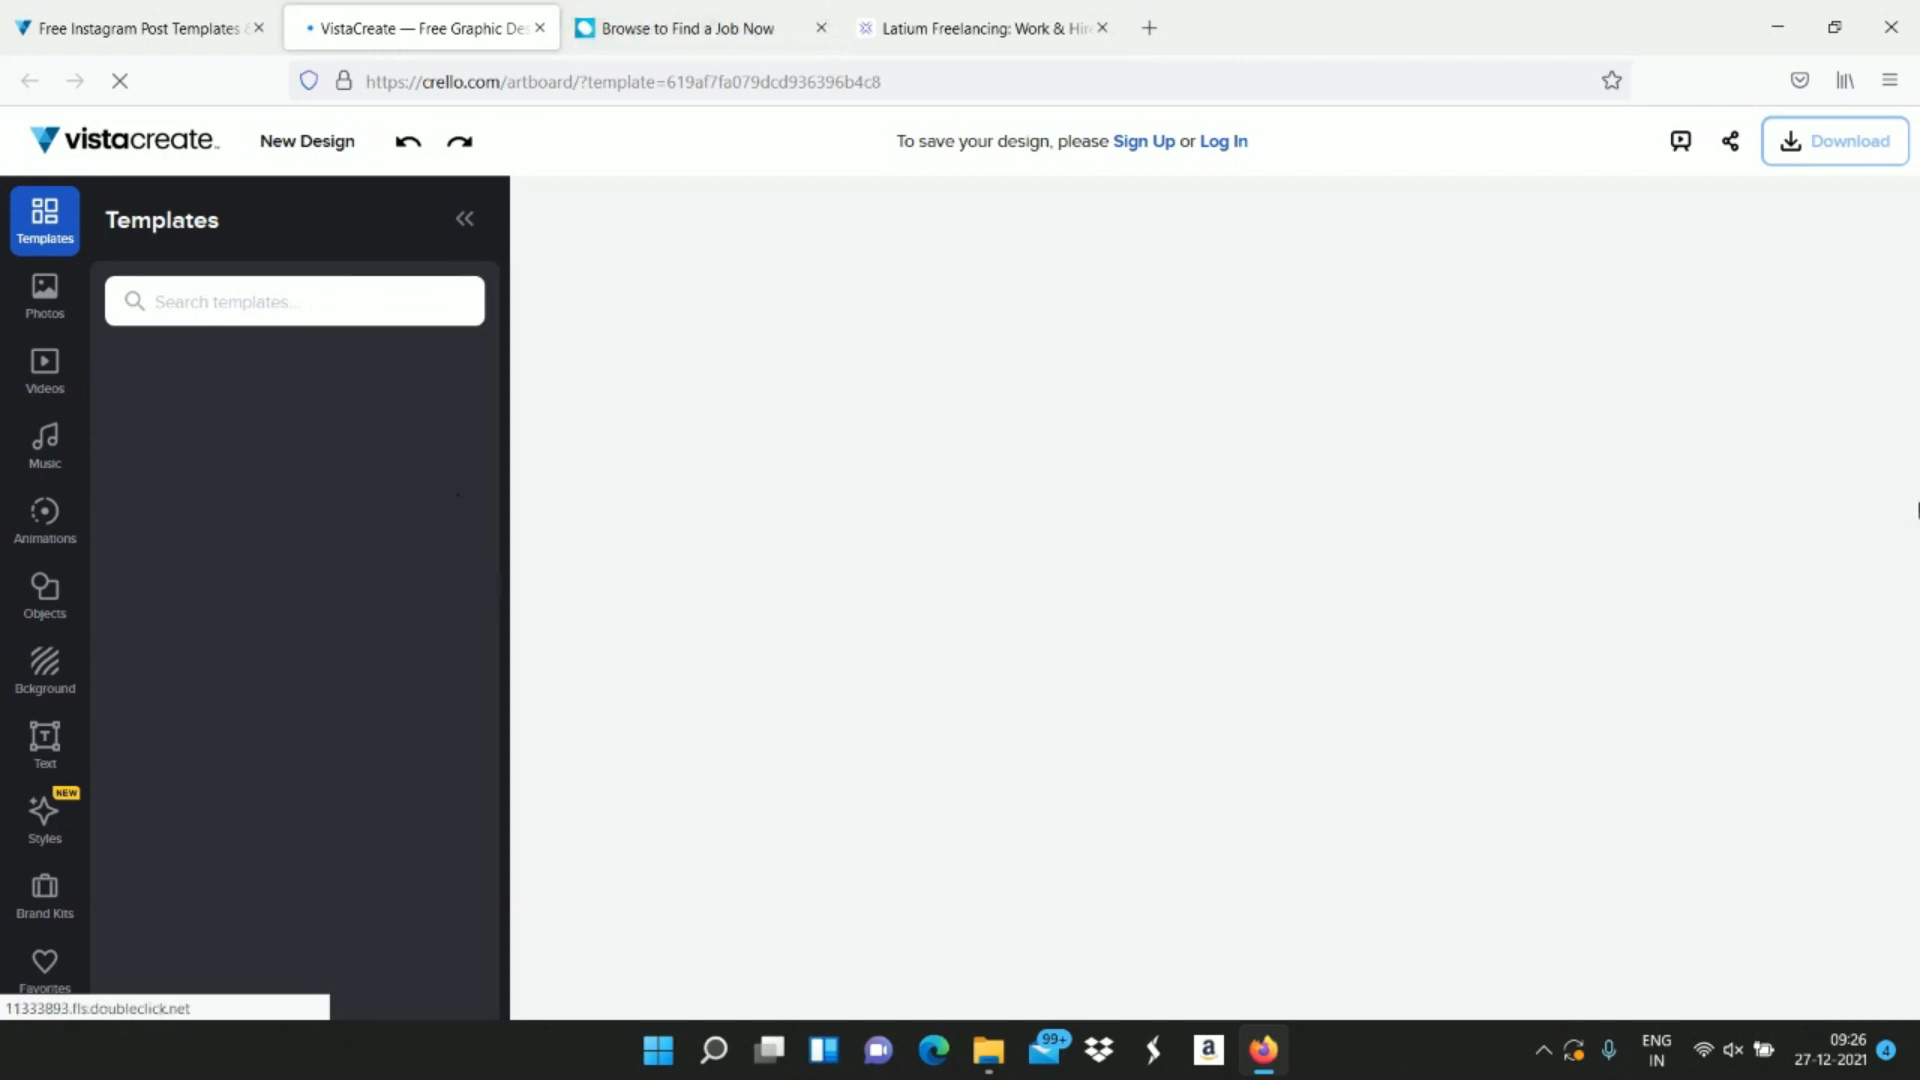 Free Instagram Post Templates &
VistaCreate — Free Graphic Des
Browse to Find a Job Now
Latium Freelancing: Work & Hire
https://crello.com/artboard/?template=619af7fa079dcd936396b4c8
vistacreate
New Design
To save your design, please Sign Up or Log In
Download
Templates
Templates
Search templates...
Photos
Videos
Music
Animations
Objects
Bckground
Text
NEW
Styles
Brand Kits
Favorites
11333893.fls.doubleclick.net
99+
a
ENG
IN
09:26
27-12-2021
4